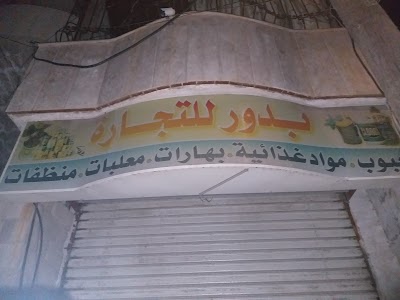 بدور للتجارة
حبوب. مواد غذائية. بهارات. معلبات. منظفات